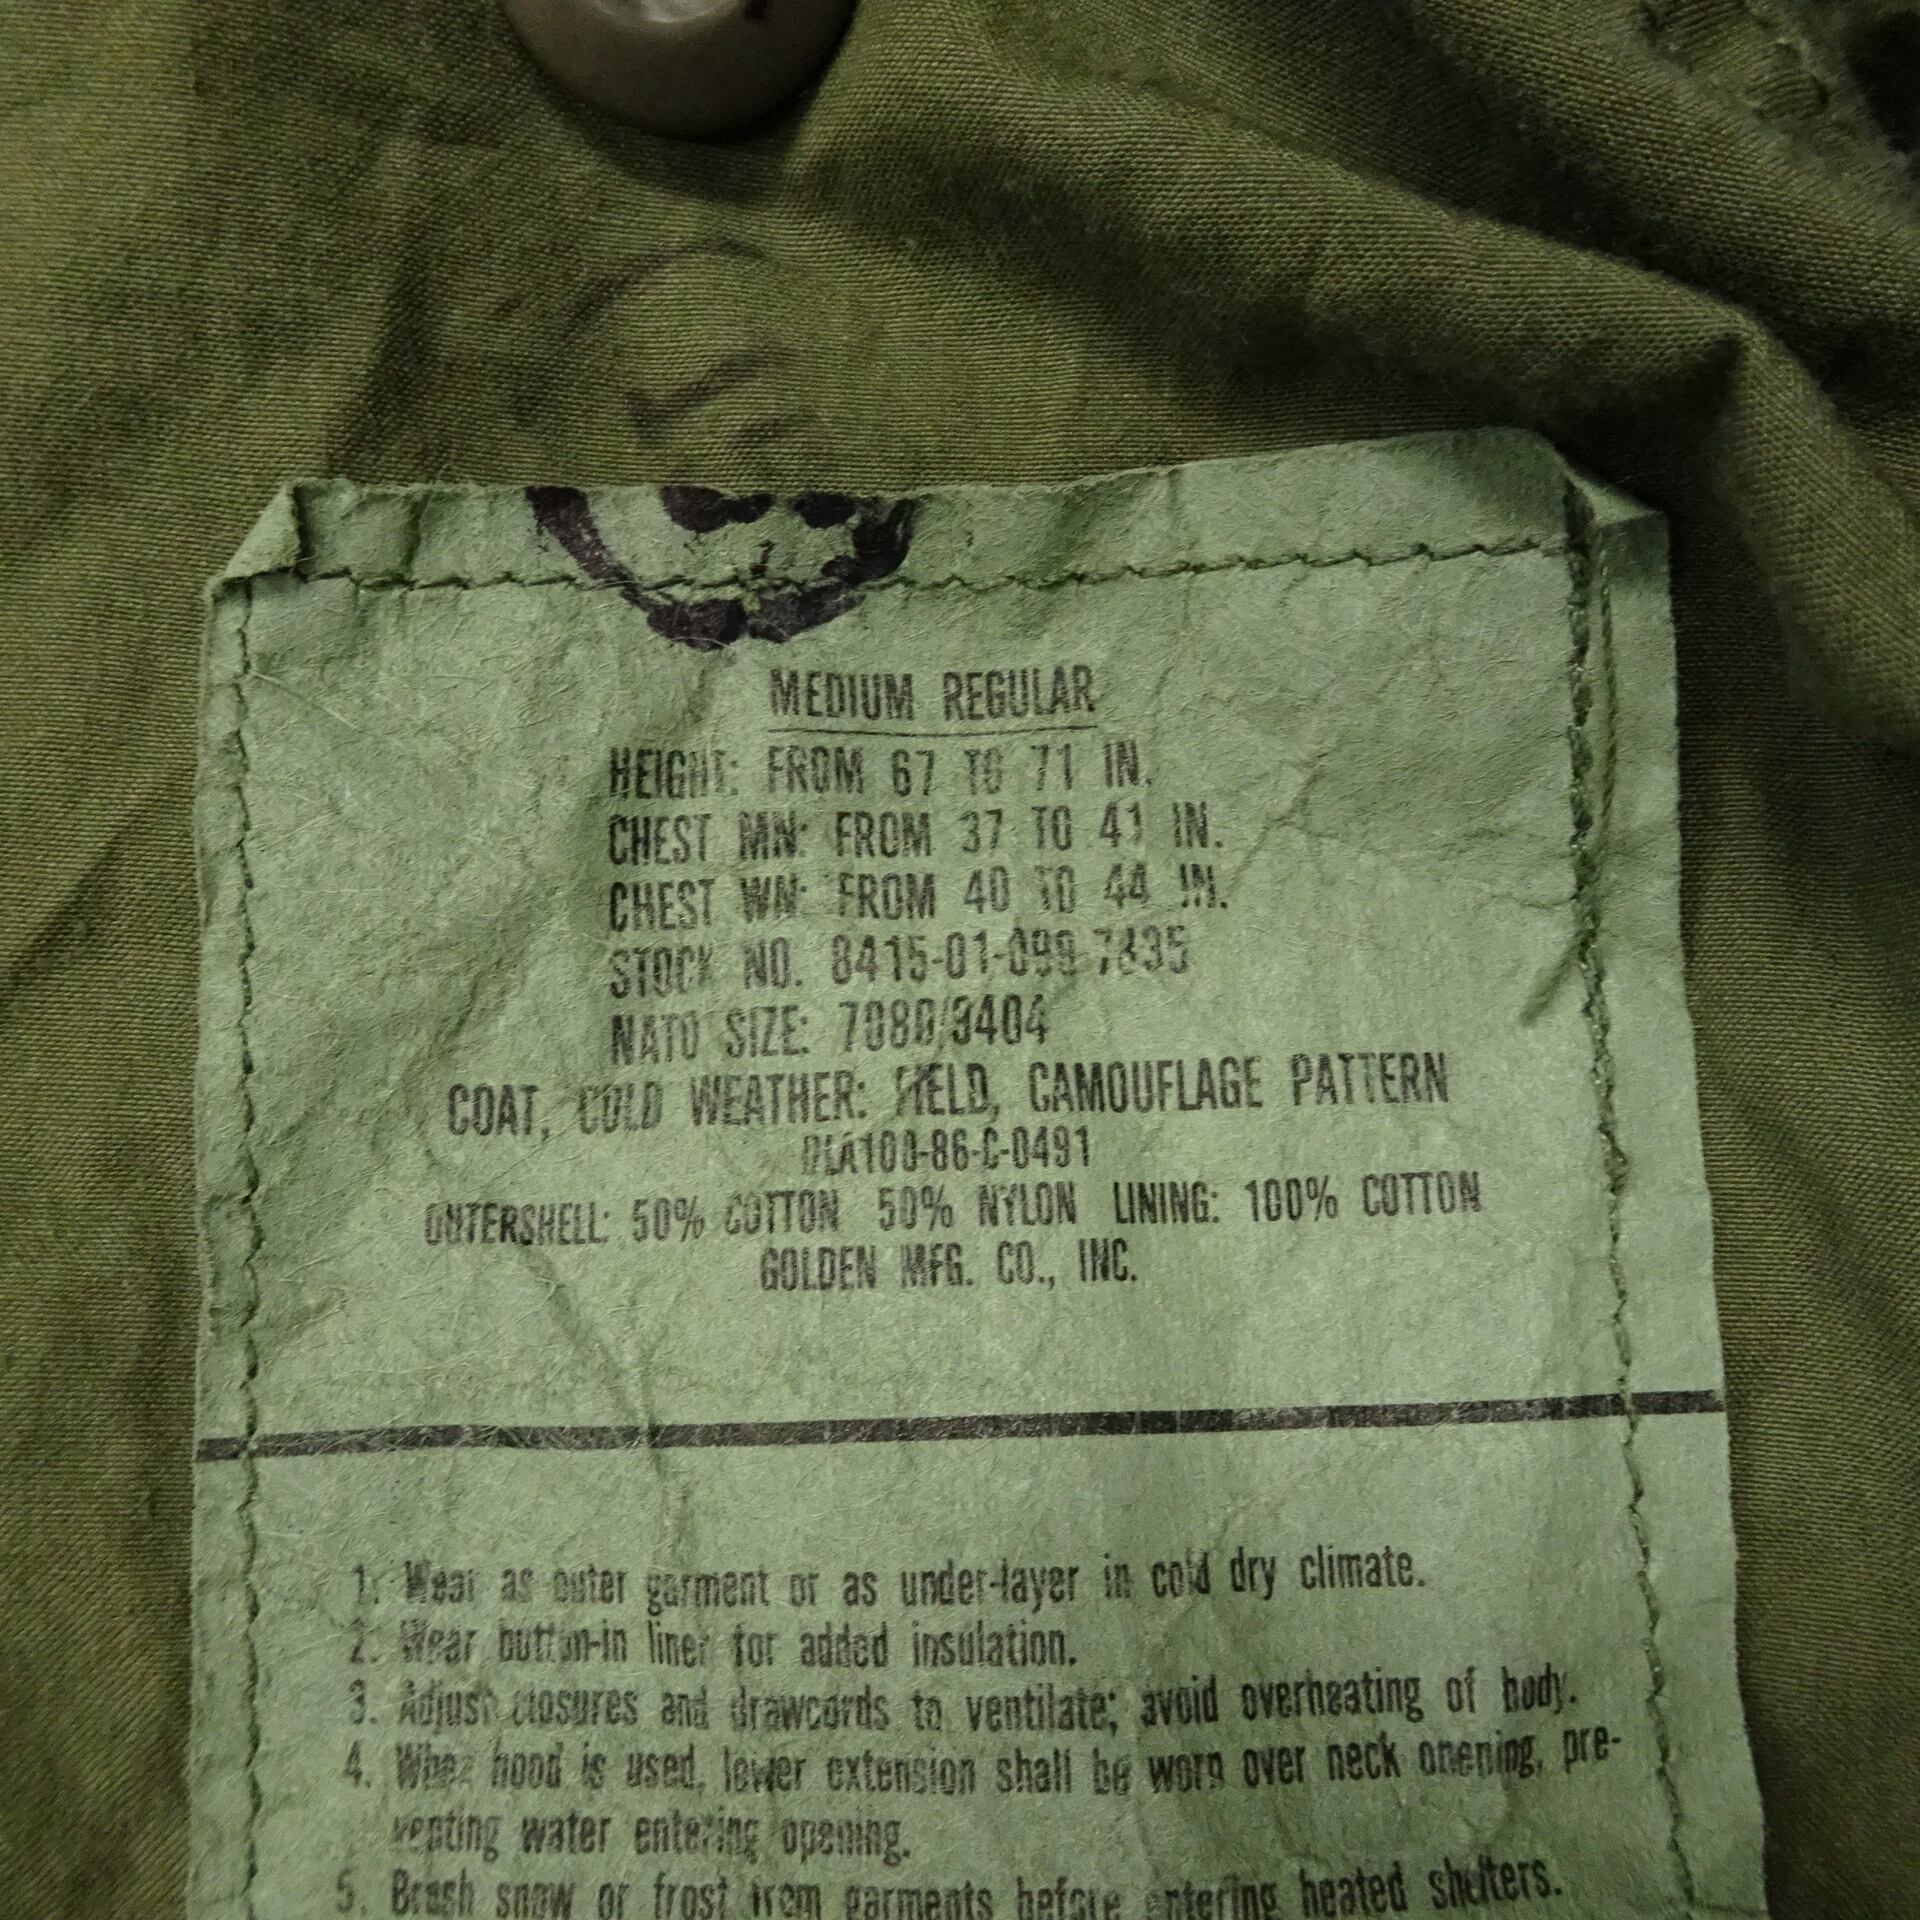 MEDIUM REGULAR
HEIGHT: FROM 67 TO 71 IN.
CHEST MN: FROM 37 TO 41 IN.
CHEST WN: FROM 40 TO 44 IN.
STOCK NO. 8415-01-099-7835
NATO SIZE: 7080/9404
COAT, COLD WEATHER: FIELD, CAMOUFLAGE PATTERN
DLA100-86-C-0491
OUTERSHELL: 50% COTTON 50% NYLON LINING: 100% COTTON
GOLDEN MFG. CO., INC.
1. Wear as outer garment or as under-layer in cold dry climate.
2. Wear button-in liner for added insulation.
3. Adjust closures and drawcords to ventilate; avoid overheating of body.
4. When hood is used, lower extension shall be worn over neck opening, pre-
venting water entering opening.
5. Brush snow or frost from garments before entering heated shelters.